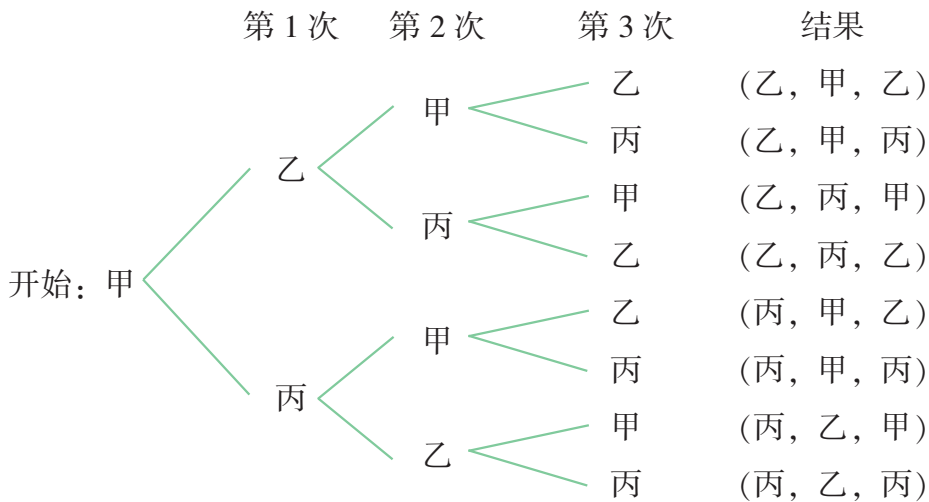 第 1 次 第 2 次 第 3 次 结果
乙 (乙，甲，乙)
甲
丙 (乙，甲，丙)
乙
甲 (乙，丙，甲)
丙
乙 (乙，丙，乙)
开始：甲
乙 (丙，甲，乙)
甲
丙 (丙，甲，丙)
丙
甲 (丙，乙，甲)
乙
丙 (丙，乙，丙)